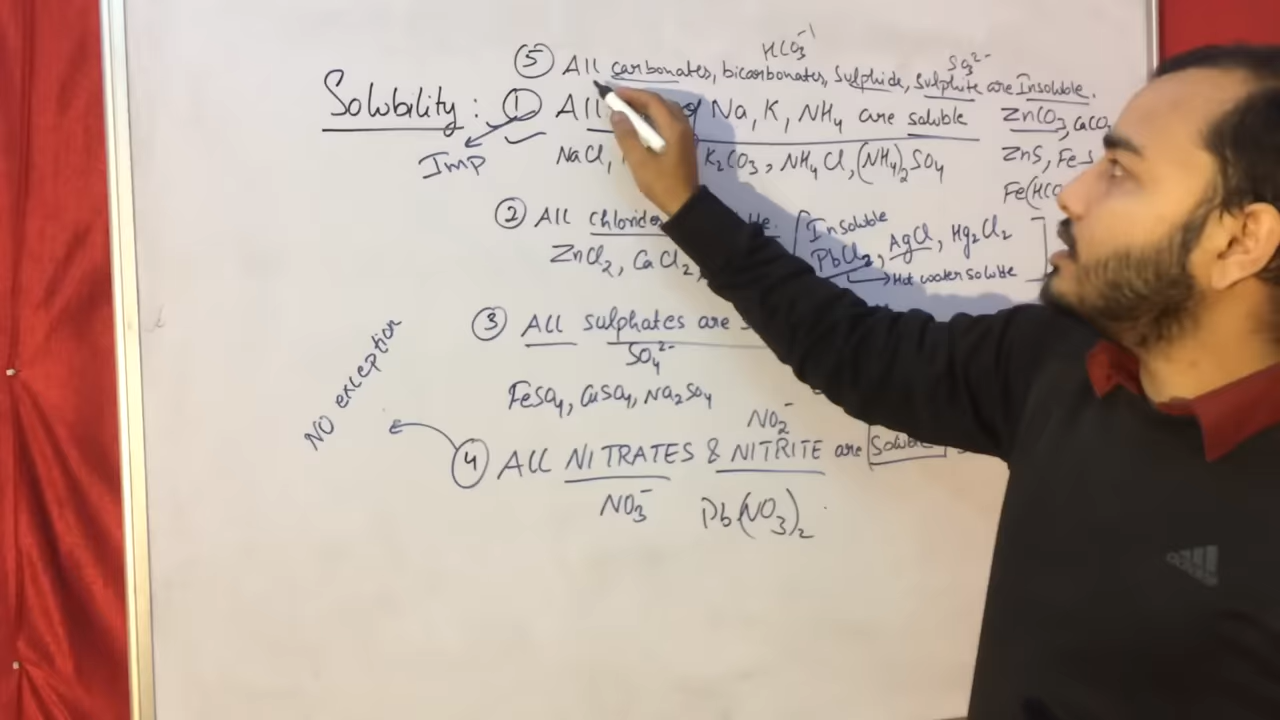 HCO₃⁻¹ SO₃²⁻
⑤ All carbonates, bicarbonates, Sulphide, Sulphite are Insoluble.
Solubility : ① All Na, K, NH₄ are soluble ZnCO₃, CaCO₃
Imp NaCl, K₂CO₃, NH₄Cl, (NH₄)₂SO₄ ZnS, FeS
Fe(HCO
② All chlorides [Insoluble
ZnCl₂, CaCl₂, PbCl₂, AgCl, Hg₂Cl₂]
Hot water soluble
③ All sulphates are
SO₄²⁻
FeSO₄, CuSO₄, Na₂SO₄
NO exception
NO₂⁻
④ All NITRATES & NITRITE are Soluble
NO₃⁻ Pb(NO₃)₂
adidas